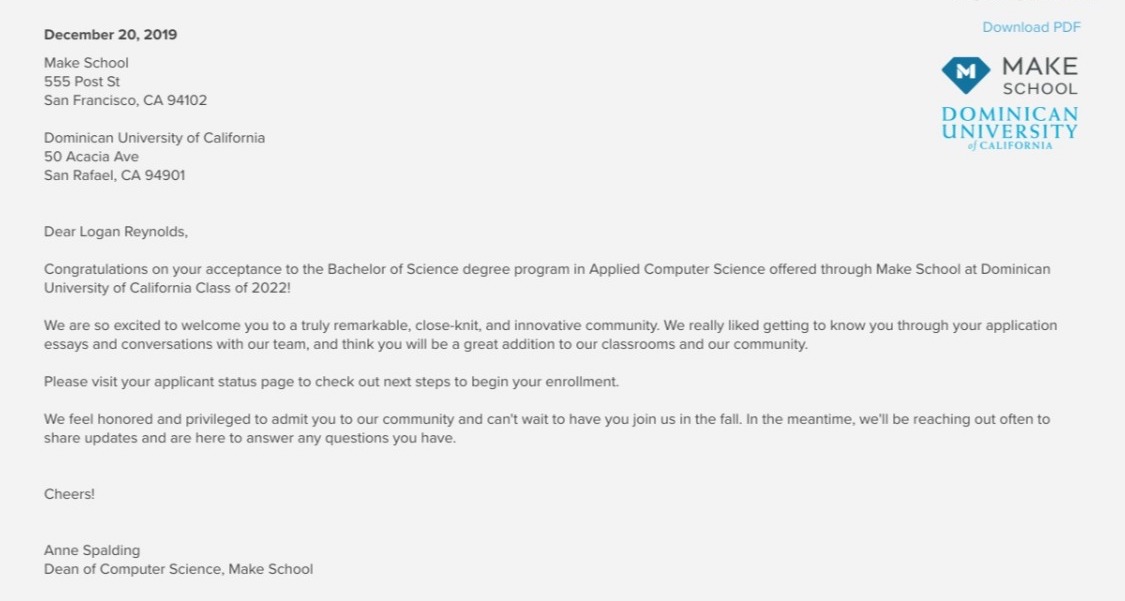 Download PDF
December 20, 2019
Make School
555 Post St
San Francisco, CA 94102
M MAKE
SCHOOL
DOMINICAN
UNIVERSITY
of CALIFORNIA
Dominican University of California
50 Acacia Ave
San Rafael, CA 94901
Dear Logan Reynolds,
Congratulations on your acceptance to the Bachelor of Science degree program in Applied Computer Science offered through Make School at Dominican
University of California Class of 2022!
We are so excited to welcome you to a truly remarkable, close-knit, and innovative community. We really liked getting to know you through your application
essays and conversations with our team, and think you will be a great addition to our classrooms and our community.
Please visit your applicant status page to check out next steps to begin your enrollment.
We feel honored and privileged to admit you to our community and can't wait to have you join us in the fall. In the meantime, we'll be reaching out often to
share updates and are here to answer any questions you have.
Cheers!
Anne Spalding
Dean of Computer Science, Make School